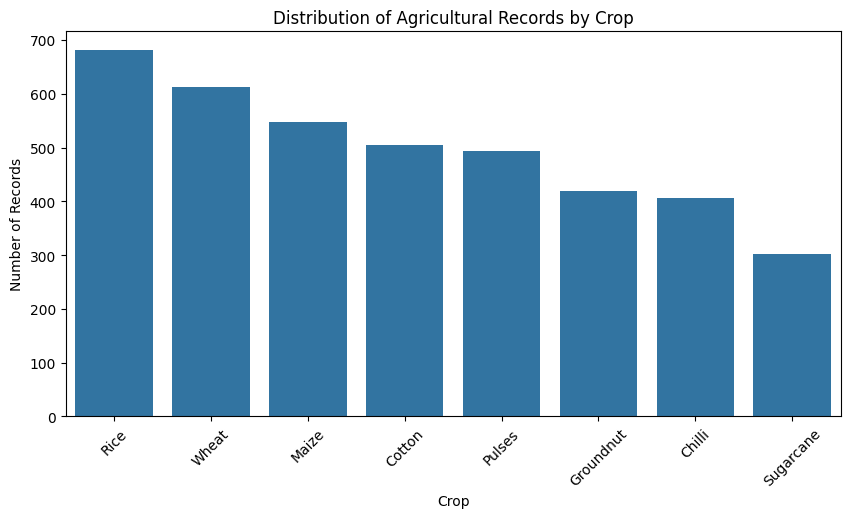 Distribution of Agricultural Records by Crop
Number of Records
700
600
500
400
300
200
100
0
Rice
Wheat
Maize
Cotton
Pulses
Groundnut
Chilli
Sugarcane
Crop